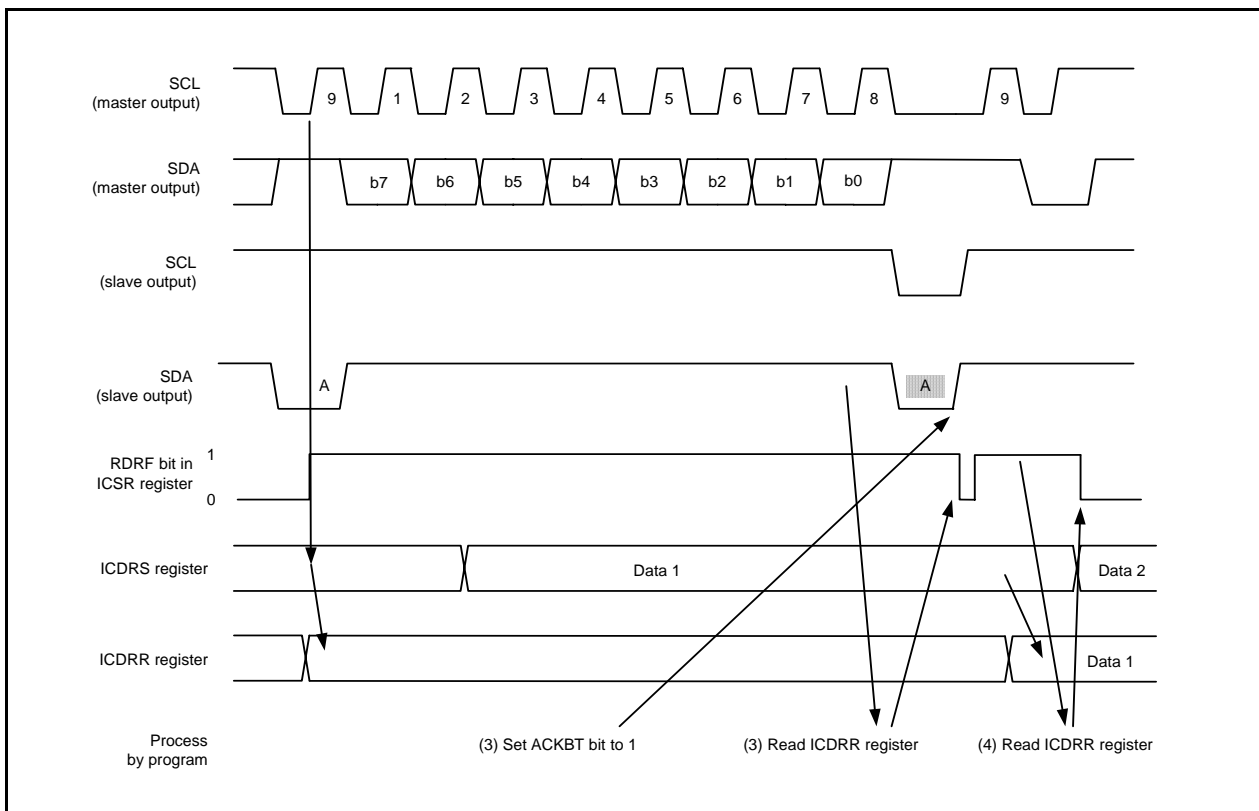 SCL
(master output)
9 1 2 3 4 5 6 7 8 9
SDA
(master output)
b7 b6 b5 b4 b3 b2 b1 b0
SCL
(slave output)
SDA
(slave output)
A A
RDRF bit in
ICSR register
1
0
ICDRS register
Data 1 Data 2
ICDRR register
Data 1
Process
by program
(3) Set ACKBT bit to 1 (3) Read ICDRR register (4) Read ICDRR register